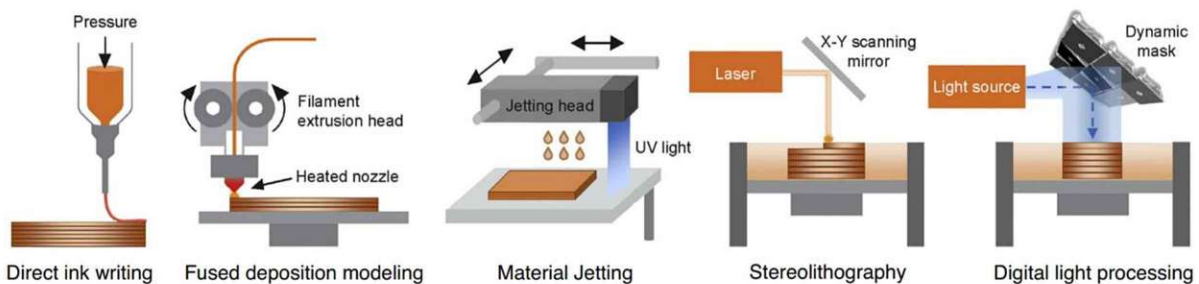 Pressure
Direct ink writing
Filament
extrusion head
Heated nozzle
Fused deposition modeling
Jetting head
UV light
Material Jetting
X-Y scanning
mirror
Laser
Stereolithography
Dynamic
mask
Light source
Digital light processing